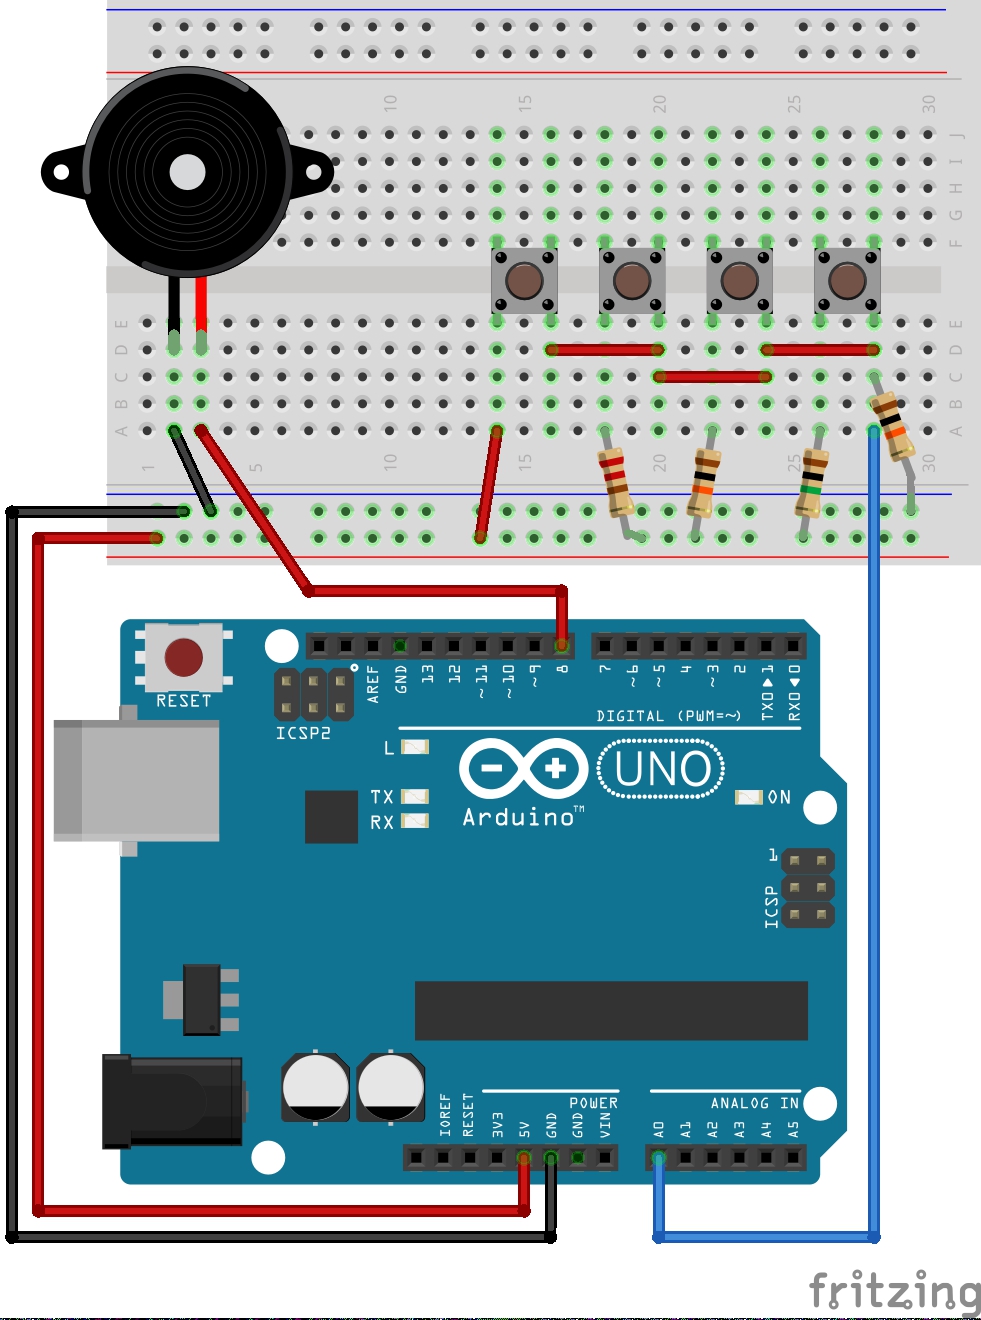 10 15 20 25 30
J
I
H
G
F
E E
D D
C C
B B
A A
1 5 10 15 20 25 30
RESET
AREF GND 13 12 ~11 ~10 ~9 8 7 ~6 ~5 4 ~3 2 TX0 1 RX0 0
ICSP2
DIGITAL (PWM=~)
L
UNO
TX
RX
ON
Arduino™
1
ICSP
POWER
ANALOG IN
IOREF RESET 3V3 5V GND GND VIN A0 A1 A2 A3 A4 A5
fritzing